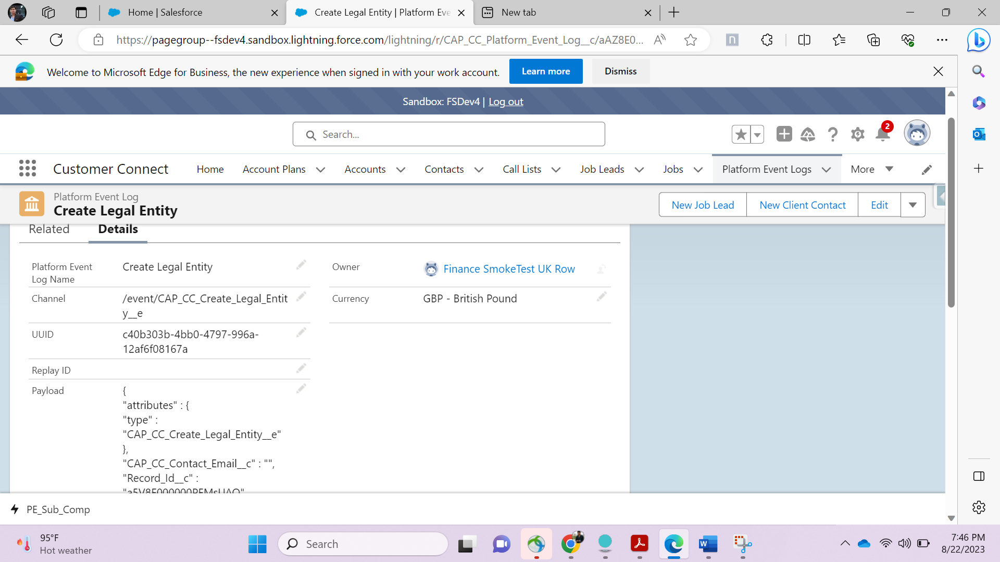 Home | Salesforce
Create Legal Entity | Platform Eve
New tab
https://pagegroup--fsdev4.sandbox.lightning.force.com/lightning/r/CAP_CC_Platform_Event_Log__c/aAZ8E0...
Welcome to Microsoft Edge for Business, the new experience when signed in with your work account.
Learn more
Dismiss
Sandbox: FSDev4 | Log out
Search...
2
Customer Connect
Home
Account Plans
Accounts
Contacts
Call Lists
Job Leads
Jobs
Platform Event Logs
More
Platform Event Log
Create Legal Entity
New Job Lead
New Client Contact
Edit
Related
Details
Platform Event
Log Name
Create Legal Entity
Owner
Finance SmokeTest UK Row
Channel
/event/CAP_CC_Create_Legal_Entit
y__e
Currency
GBP - British Pound
UUID
c40b303b-4bb0-4797-996a-
12af6f08167a
Replay ID
Payload
{
"attributes" : {
"type" :
"CAP_CC_Create_Legal_Entity__e"
},
"CAP_CC_Contact_Email__c" : "",
"Record_Id__c" :
PE_Sub_Comp
95°F
Hot weather
Search
7:46 PM
8/22/2023